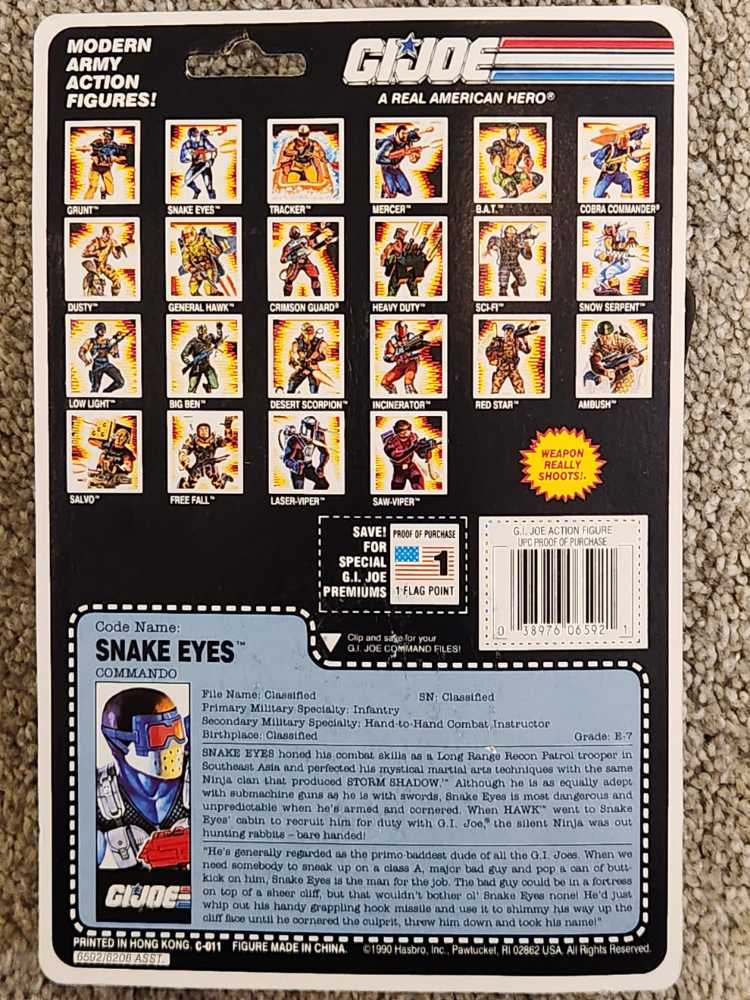 MODERN
ARMY
ACTION
FIGURES!
G.I.JOE
A REAL AMERICAN HERO®
GRUNT™ SNAKE EYES™ TRACKER™ MERCER™ B.A.T.™ COBRA COMMANDER®
DUSTY™ GENERAL HAWK™ CRIMSON GUARD® HEAVY DUTY™ SCI-FI™ SNOW SERPENT™
LOW LIGHT™ BIG BEN™ DESERT SCORPION™ INCINERATOR™ RED STAR™ AMBUSH™
SALVO™ FREE FALL™ LASER-VIPER™ SAW-VIPER™
WEAPON
REALLY
SHOOTS!
SAVE!
FOR
SPECIAL
G.I. JOE
PREMIUMS
PROOF OF PURCHASE
1
1 FLAG POINT
G.I. JOE ACTION FIGURE
UPC PROOF OF PURCHASE
0 38976 06592 1
Clip and save for your
G.I. JOE COMMAND FILES!
Code Name:
SNAKE EYES™
COMMANDO
File Name: Classified SN: Classified
Primary Military Specialty: Infantry
Secondary Military Specialty: Hand-to-Hand Combat Instructor
Birthplace: Classified Grade: E-7
SNAKE EYES honed his combat skills as a Long Range Recon Patrol trooper in
Southeast Asia and perfected his mystical martial arts techniques with the same
Ninja clan that produced STORM SHADOW.™ Although he is as equally adept
with submachine guns as he is with swords, Snake Eyes is most dangerous and
unpredictable when he's armed and cornered. When HAWK™ went to Snake
Eyes' cabin to recruit him for duty with G.I. Joe,® the silent Ninja was out
hunting rabbits – bare handed!
"He's generally regarded as the primo-baddest dude of all the G.I. Joes. When we
need somebody to sneak up on a class A, major bad guy and pop a can of butt-
kick on him, Snake Eyes is the man for the job. The bad guy could be in a fortress
on top of a sheer cliff, but that wouldn't bother ol' Snake Eyes none! He'd just
whip out his handy grappling hook missile and use it to shimmy his way up the
cliff face until he cornered the culprit, threw him down and took his name!"
G.I.JOE
PRINTED IN HONG KONG. C-011 FIGURE MADE IN CHINA. ©1990 Hasbro, Inc., Pawtucket, RI 02862 USA. All Rights Reserved.
6592/6200 ASST.